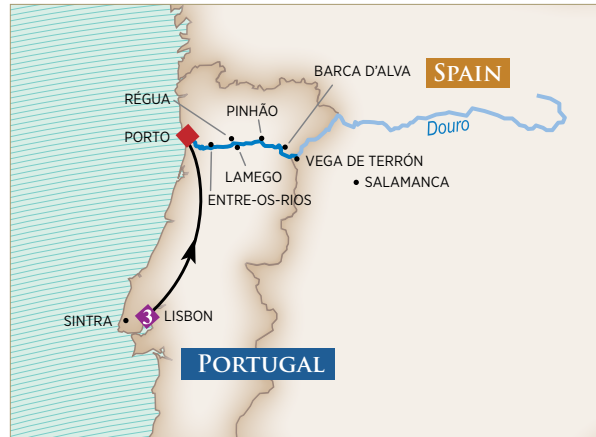 BARCA D'ALVA
SPAIN
RÉGUA
PINHÃO
PORTO
Douro
VEGA DE TERRÓN
LAMEGO
SALAMANCA
ENTRE-OS-RIOS
SINTRA
3
LISBON
PORTUGAL